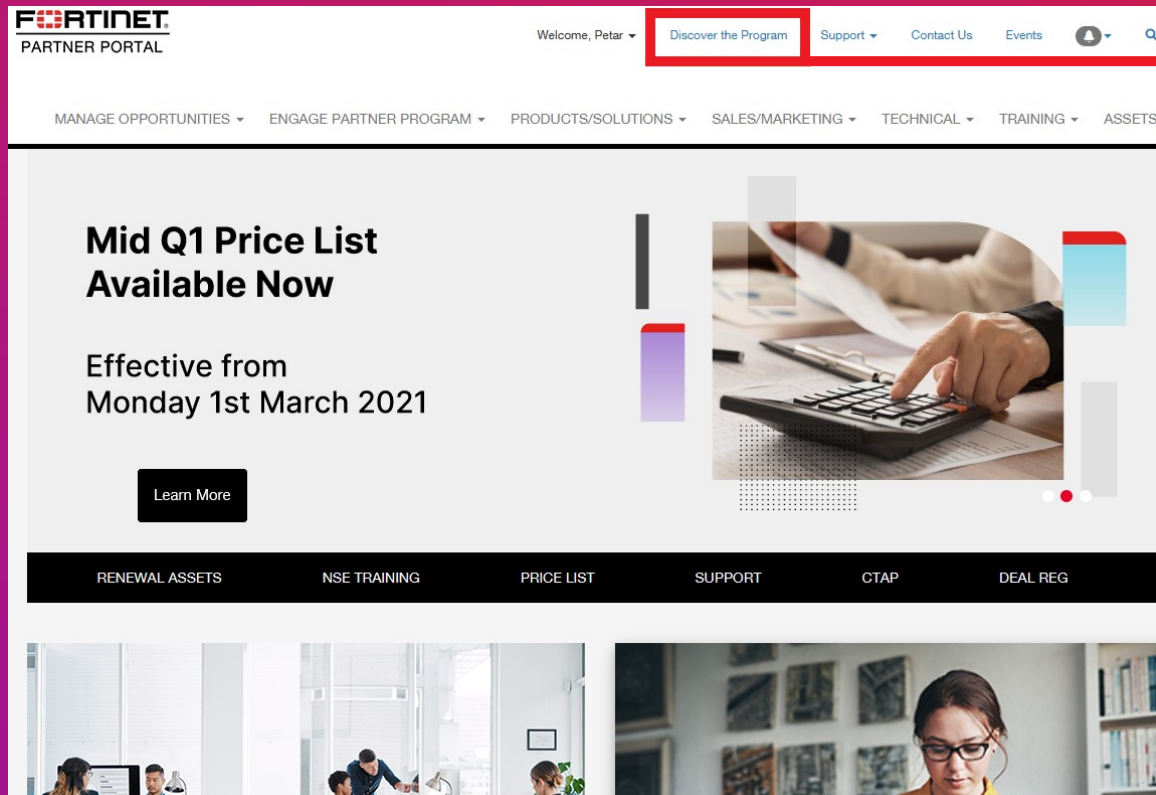 FORTINET
PARTNER PORTAL
Welcome, Petar
Discover the Program
Support
Contact Us
Events
MANAGE OPPORTUNITIES
ENGAGE PARTNER PROGRAM
PRODUCTS/SOLUTIONS
SALES/MARKETING
TECHNICAL
TRAINING
ASSETS
Mid Q1 Price List
Available Now
Effective from
Monday 1st March 2021
Learn More
RENEWAL ASSETS
NSE TRAINING
PRICE LIST
SUPPORT
CTAP
DEAL REG